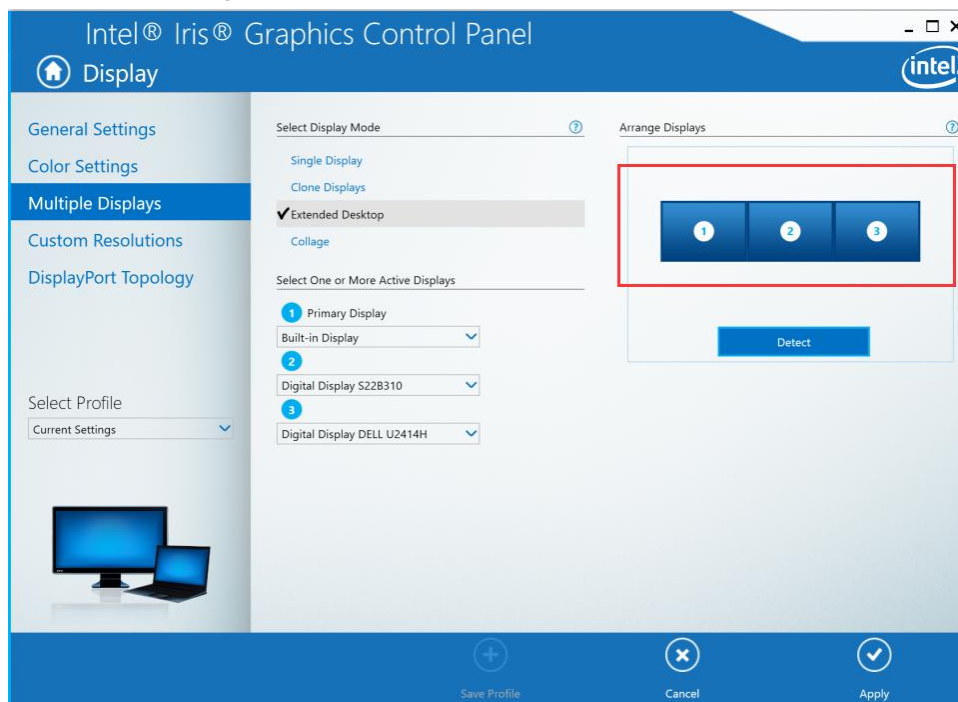 Intel® Iris® Graphics Control Panel
Display
intel
General Settings
Color Settings
Multiple Displays
Custom Resolutions
DisplayPort Topology
Select Profile
Current Settings
Select Display Mode
?
Single Display
Clone Displays
Extended Desktop
Collage
Select One or More Active Displays
1 Primary Display
Built-in Display
2
Digital Display S22B310
3
Digital Display DELL U2414H
Arrange Displays
?
1 2 3
Detect
Save Profile
Cancel
Apply